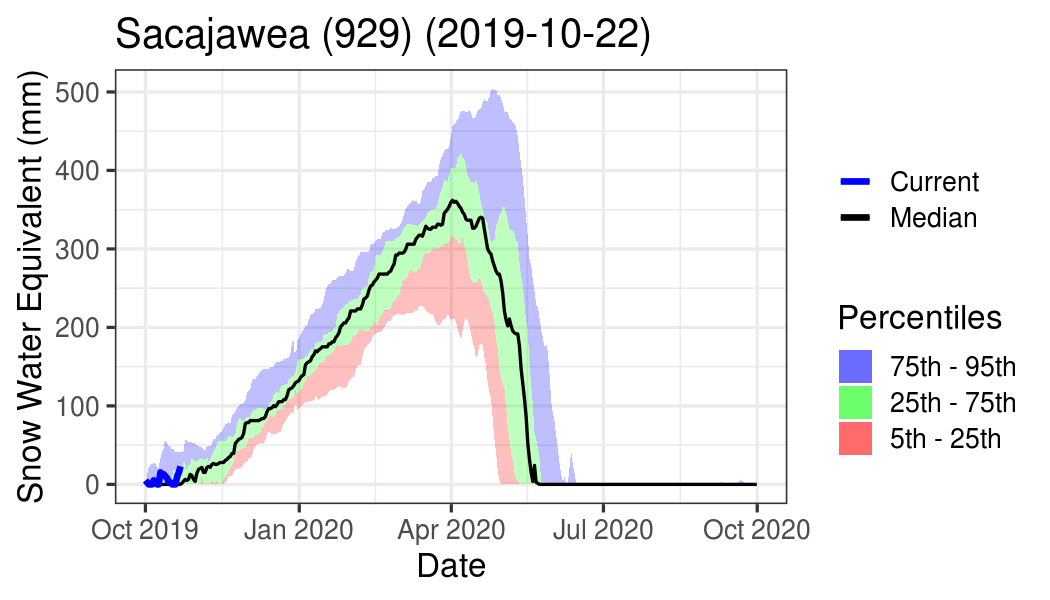 Sacajawea (929) (2019-10-22)
Snow Water Equivalent (mm)
500
400
300
200
100
0
Oct 2019
Jan 2020
Apr 2020
Jul 2020
Oct 2020
Date
Current
Median
Percentiles
75th - 95th
25th - 75th
5th - 25th